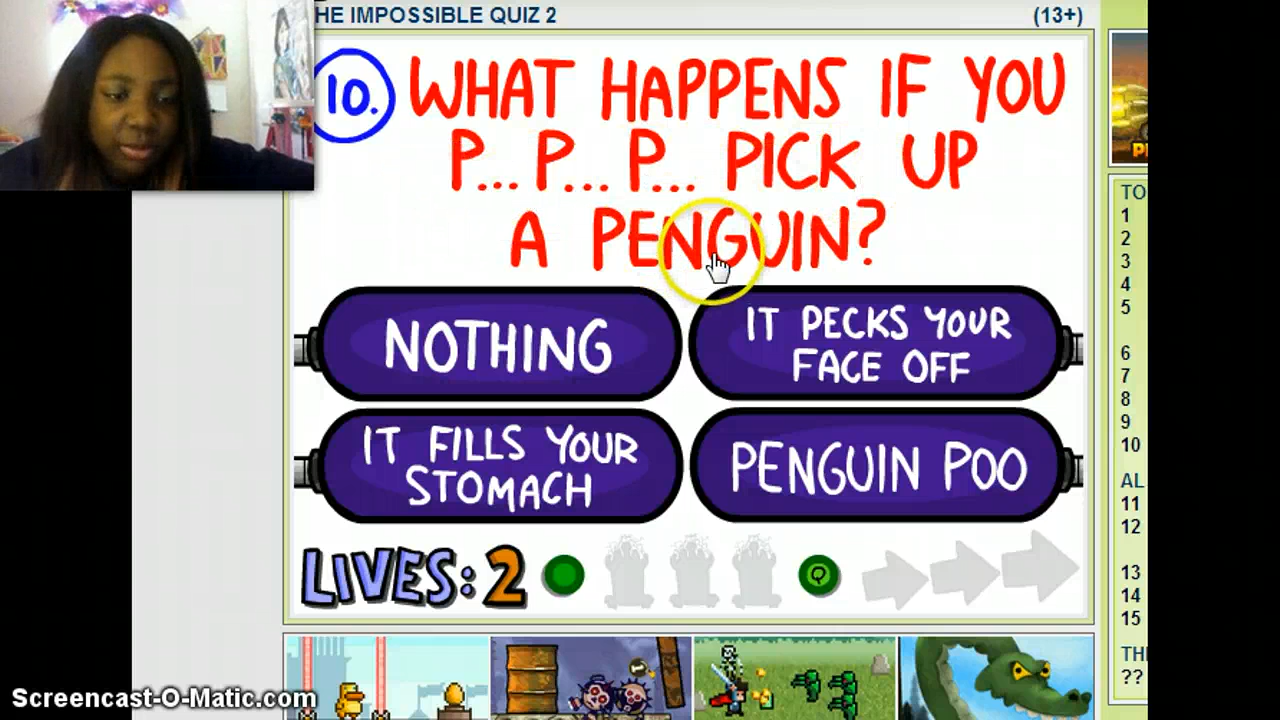 HE IMPOSSIBLE QUIZ 2
(13+)
10. WHAT HAPPENS IF YOU
P... P... P... PICK UP
A PENGUIN?
NOTHING
IT PECKS YOUR
FACE OFF
IT FILLS YOUR
STOMACH
PENGUIN POO
LIVES: 2
TO
1
2
3
4
5
6
7
8
9
10
AL
11
12
13
14
15
??
Screencast-O-Matic.com